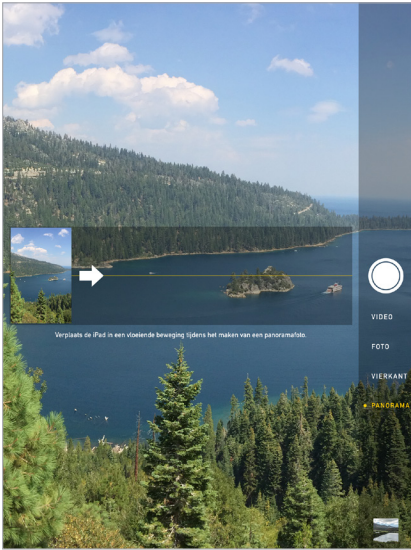 Verplaats de iPad in een vloeiende beweging tijdens het maken van een panoramafoto.
VIDEO
FOTO
VIERKANT
PANORAMA